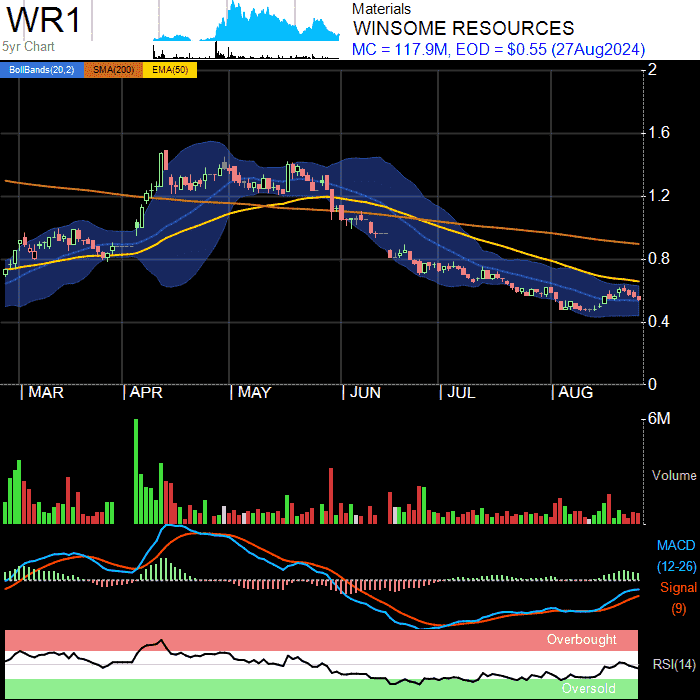 WR1
5yr Chart
Materials
WINSOME RESOURCES
MC = 117.9M, EOD = $0.55 (27Aug2024)
BollBands(20,2) SMA(200) EMA(50)
2
1.6
1.2
0.8
0.4
0
MAR APR MAY JUN JUL AUG
6M
Volume
MACD
(12-26)
Signal
(9)
Overbought
RSI(14)
Oversold